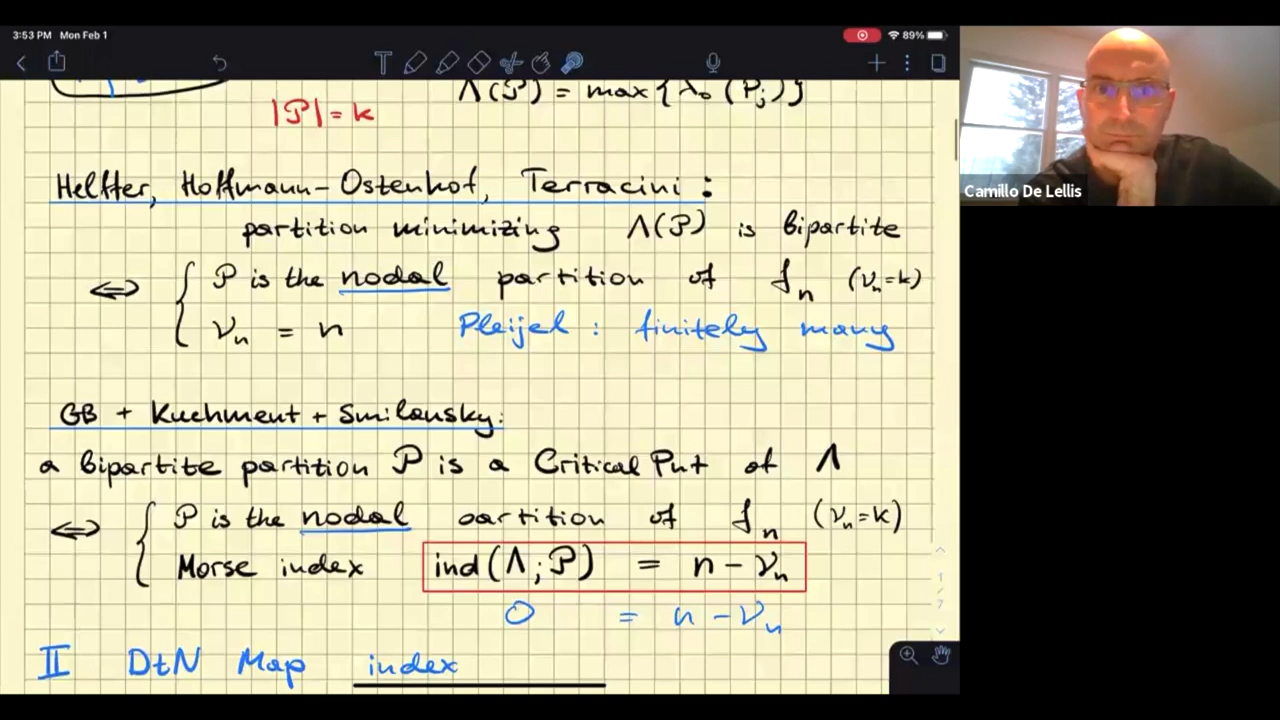 3:53 PM Mon Feb 1
89%
Λ(P) = max{λ₀(Pⱼ)}
|P| = k
Helffer, Hoffmann-Ostenhof, Terracini:
partition minimizing Λ(P) is bipartite
⇔ { P is the nodal partition of fₙ (νₙ=k)
νₙ = n Pleijel: finitely many
GB + Kuchment + Smilansky:
a bipartite partition P is a Critical Pnt of Λ
⇔ { P is the nodal partition of fₙ (νₙ=k)
Morse index ind(Λ; P) = n - νₙ
0 = n - νₙ
II DtN Map index
1
/
7
Camillo De Lellis